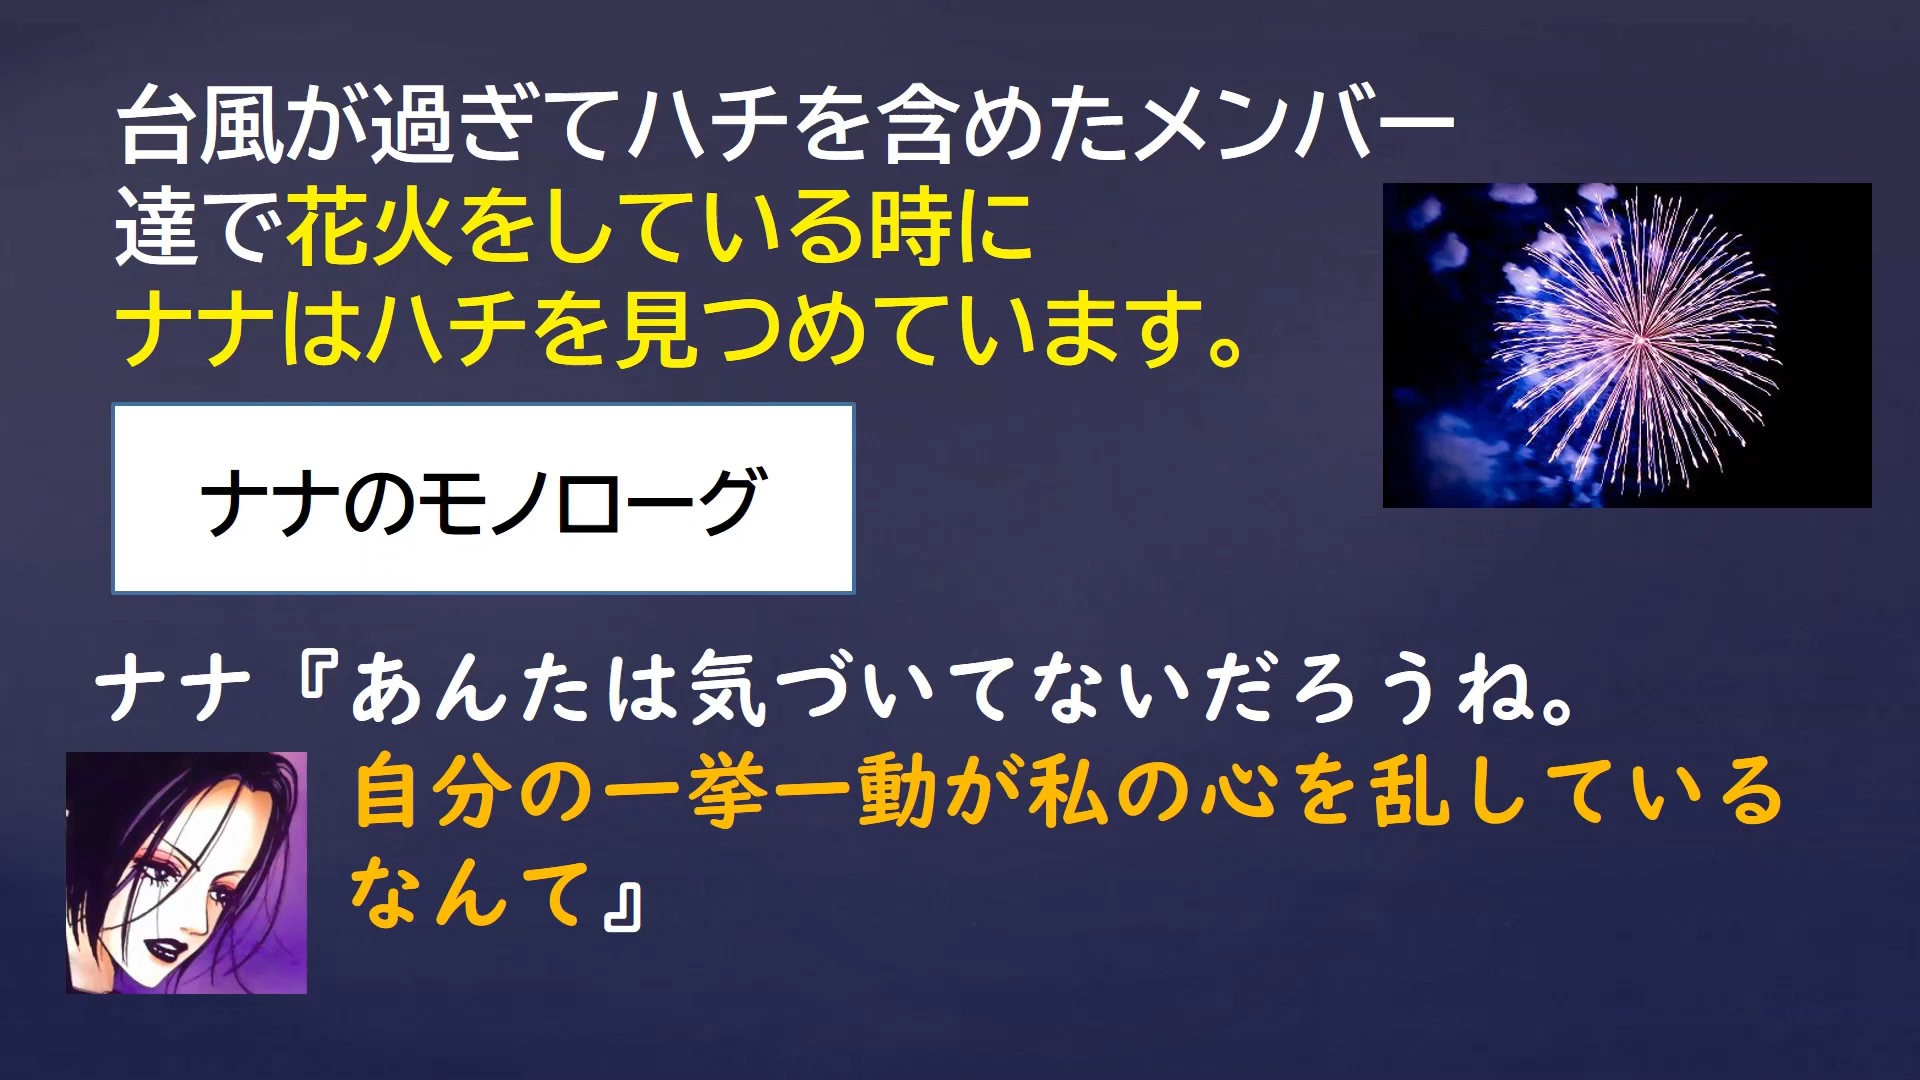 台風が過ぎてハチを含めたメンバー
達で花火をしている時に
ナナはハチを見つめています。
ナナのモノローグ
ナナ『あんたは気づいてないだろうね。
自分の一挙一動が私の心を乱している
なんて』